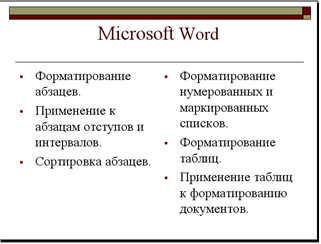 Microsoft Word
Форматирование
абзацев.
Применение к
абзацам отступов и
интервалов.
Сортировка абзацев.
Форматирование
нумерованных и
маркированных
списков.
Форматирование
таблиц.
Применение таблиц
к форматированию
документов.